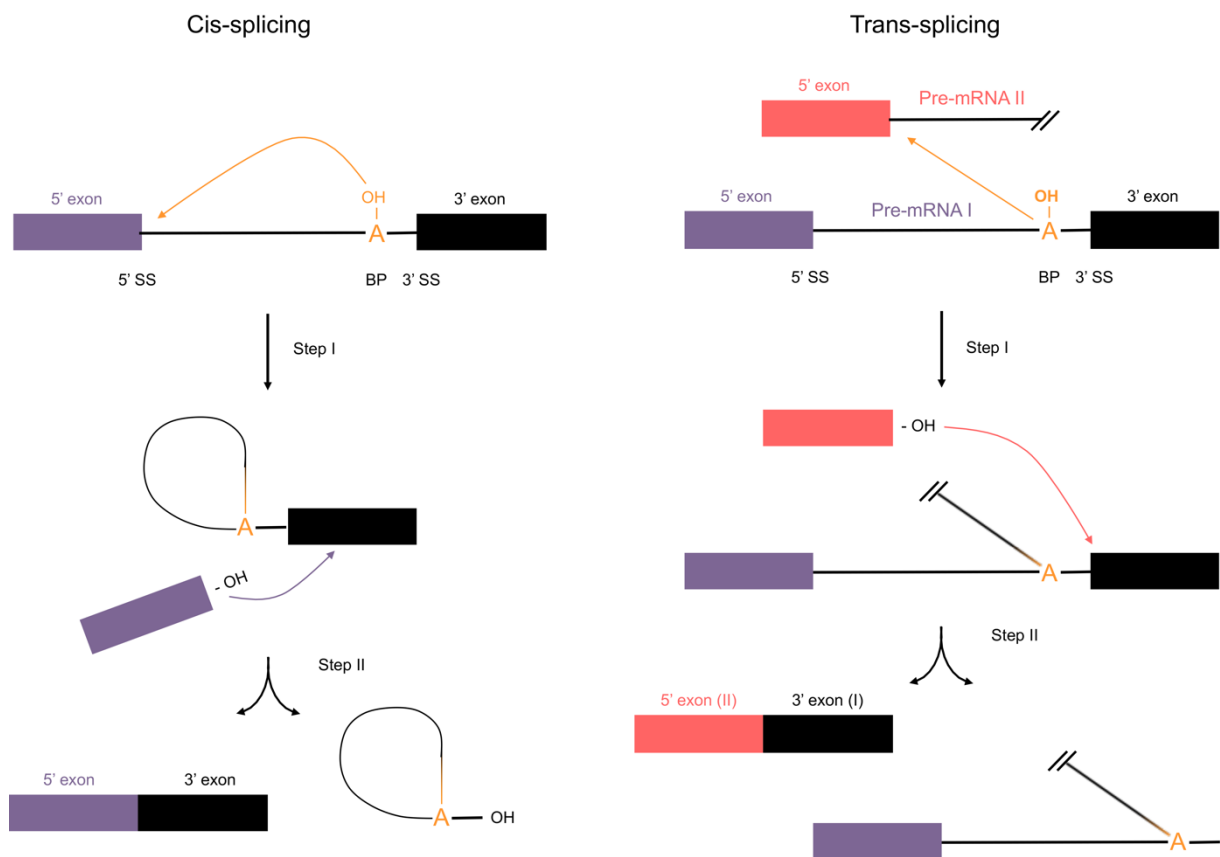 Cis-splicing
5' exon
OH
A
3' exon
5' SS
BP
3' SS
Step I
A
- OH
Step II
5' exon
3' exon
A
OH
Trans-splicing
5' exon
Pre-mRNA II
5' exon
Pre-mRNA I
OH
A
3' exon
5' SS
BP
3' SS
Step I
- OH
A
Step II
5' exon (II)
3' exon (I)
A